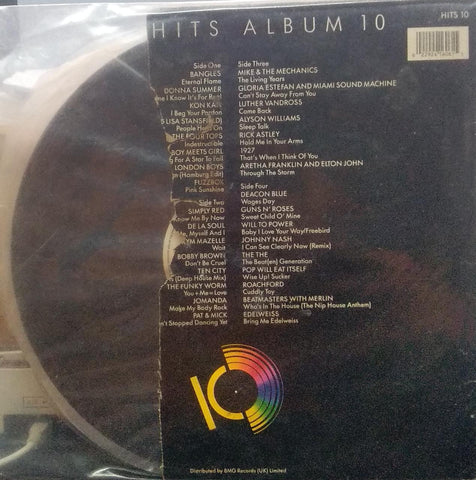 HITS ALBUM 10
HITS 10
Side One
BANGLES
Eternal Flame
DONNA SUMMER
me I Know It's For Real
KON KAN
I Beg Your Pardon
LISA STANSFIELD)
People Hold On
THE FOUR TOPS
Indestructible
BOY MEETS GIRL
g For A Star To Fall
LONDON BOYS
(Hamburg Edit)
FUZZBOX
Pink Sunshine
Side Two
SIMPLY RED
Know Me By Now
DE LA SOUL
Me, Myself And I
KYM MAZELLE
Wait
BOBBY BROWN
Don't Be Cruel
TEN CITY
(Deep House Mix)
THE FUNKY WORM
You + Me = Love
JOMANDA
Make My Body Rock
PAT & MICK
n't Stopped Dancing Yet
Side Three
MIKE & THE MECHANICS
The Living Years
GLORIA ESTEFAN AND MIAMI SOUND MACHINE
Can't Stay Away From You
LUTHER VANDROSS
Come Back
ALYSON WILLIAMS
Sleep Talk
RICK ASTLEY
Hold Me In Your Arms
1927
That's When I Think Of You
ARETHA FRANKLIN AND ELTON JOHN
Through The Storm
Side Four
DEACON BLUE
Wages Day
GUNS N' ROSES
Sweet Child O' Mine
WILL TO POWER
Baby I Love Your Way/Freebird
JOHNNY NASH
I Can See Clearly Now (Remix)
THE THE
The Beat(en) Generation
POP WILL EAT ITSELF
Wise Up! Sucker
ROACHFORD
Cuddly Toy
BEATMASTERS WITH MERLIN
Who's In The House (The Hip House Anthem)
EDELWEISS
Bring Me Edelweiss
10
Distributed by BMG Records (UK) Limited